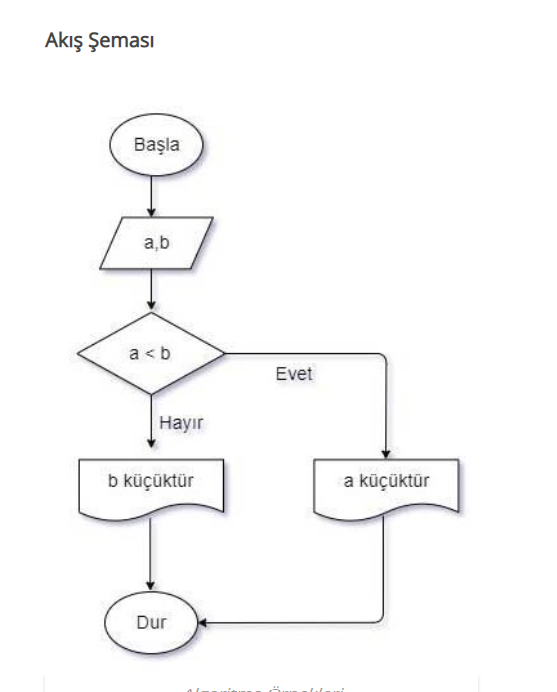 Akış Şeması
Başla
a,b
a < b
Evet
Hayır
b küçüktür
a küçüktür
Dur